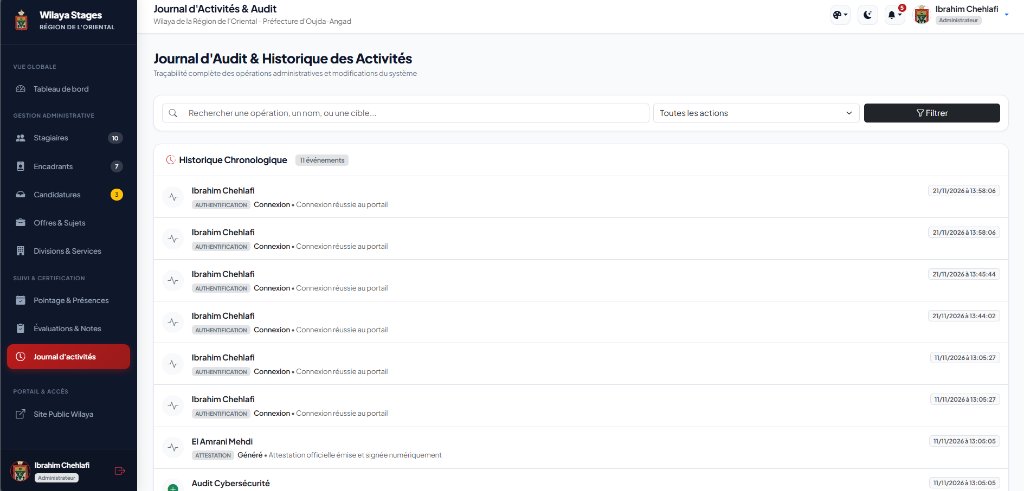 Wilaya Stages
RÉGION DE L'ORIENTAL
VUE GLOBALE
Tableau de bord
GESTION ADMINISTRATIVE
Stagiaires 10
Encadrants 7
Candidatures 3
Offres & Sujets
Divisions & Services
SUIVI & CERTIFICATION
Pointage & Présences
Évaluations & Notes
Journal d'activités
PORTAIL & ACCÈS
Site Public Wilaya
Ibrahim Chehlafi
Administrateur
Journal d'Activités & Audit
Wilaya de la Région de l'Oriental - Préfecture d'Oujda-Angad
5
Ibrahim Chehlafi
Administrateur
Journal d'Audit & Historique des Activités
Traçabilité complète des opérations administratives et modifications du système
Rechercher une opération, un nom, ou une cible...
Toutes les actions
Filtrer
Historique Chronologique 11 événements
Ibrahim Chehlafi 21/11/2026 à 13:58:06
AUTHENTIFICATION Connexion • Connexion réussie au portail
Ibrahim Chehlafi 21/11/2026 à 13:58:06
AUTHENTIFICATION Connexion • Connexion réussie au portail
Ibrahim Chehlafi 21/11/2026 à 13:45:44
AUTHENTIFICATION Connexion • Connexion réussie au portail
Ibrahim Chehlafi 21/11/2026 à 13:44:02
AUTHENTIFICATION Connexion • Connexion réussie au portail
Ibrahim Chehlafi 11/11/2026 à 13:05:27
AUTHENTIFICATION Connexion • Connexion réussie au portail
Ibrahim Chehlafi 11/11/2026 à 13:05:27
AUTHENTIFICATION Connexion • Connexion réussie au portail
El Amrani Mehdi 11/11/2026 à 13:05:05
ATTESTATION Généré • Attestation officielle émise et signée numériquement
Audit Cybersécurité 11/11/2026 à 13:05:05